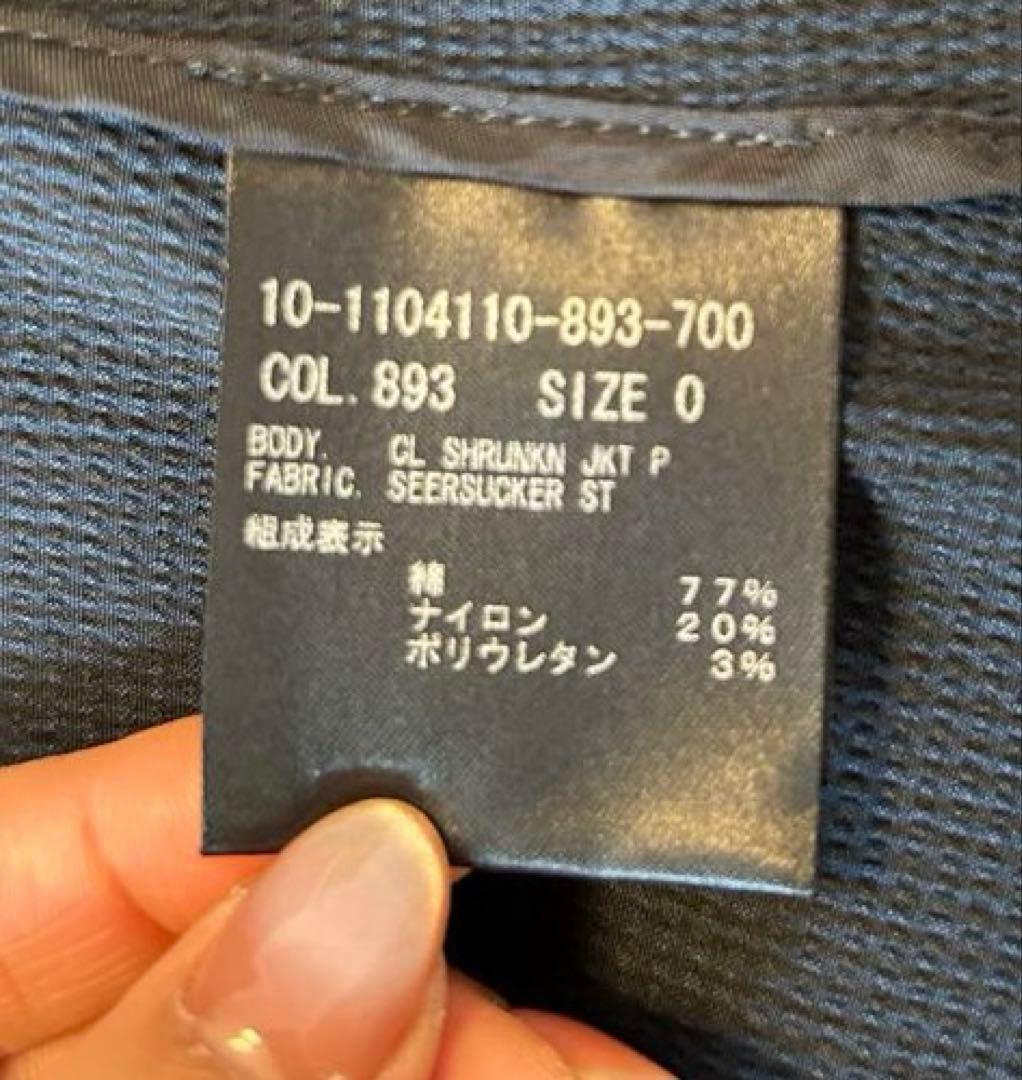 10-1104110-893-700
COL. 893 SIZE 0
BODY. CL SHRUNKN JKT P
FABRIC. SEERSUCKER ST
組成表示
綿 77%
ナイロン 20%
ポリウレタン 3%